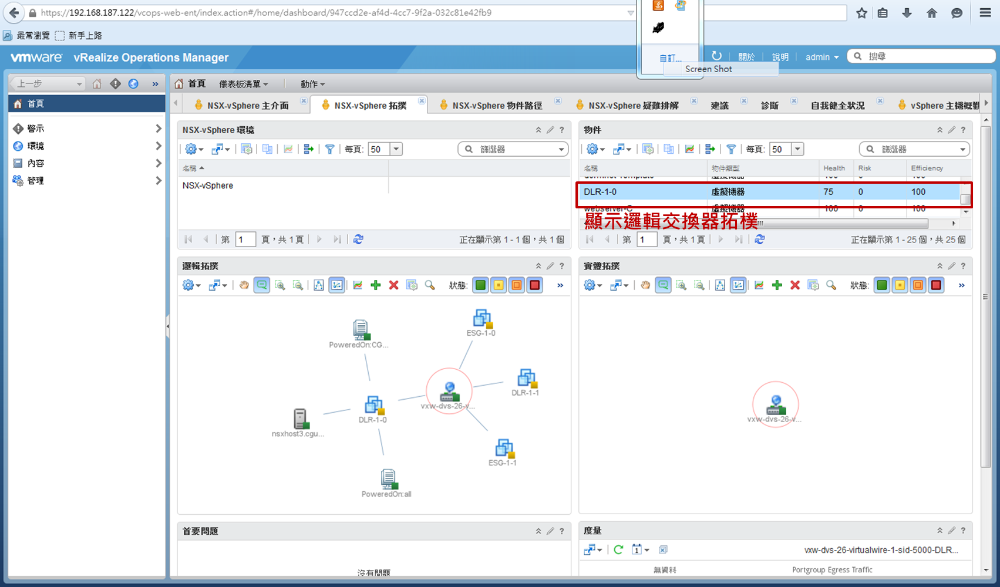 https://192.168.187.122/vcops-web-ent/index.action#/home/dashboard/947ccd2e-af4d-4cc7-9f2a-032c81e42fb9
最常瀏覽 新手上路
自訂...
Screen Shot
vmware vRealize Operations Manager
關於 說明 admin 搜尋
上一步
首頁 儀表板清單 動作
首頁
警示
環境
內容
管理
NSX-vSphere 主介面 NSX-vSphere 拓撲 NSX-vSphere 物件路徑 NSX-vSphere 疑難排解 建議 診斷 自我健全狀況 vSphere 主機概觀
NSX-vSphere 環境
每頁: 50 篩選器
名稱
NSX-vSphere
第 1 頁，共 1 頁 正在顯示第 1 - 1 個，共 1 個
物件
每頁: 50 篩選器
名稱 物件類型 Health Risk Efficiency
虛擬機器 100 0 100
DLR-1-0 虛擬機器 75 0 100
webserver-C 虛擬機器 100 0 100
顯示邏輯交換器拓樸
第 1 頁，共 1 頁 正在顯示第 1 - 25 個，共 25 個
邏輯拓撲
狀態:
ESG-1-0
PoweredOn:CG...
DLR-1-1
vxw-dvs-26-v...
DLR-1-0
nsxhost3.cgu...
ESG-1-1
PoweredOn:all
實體拓撲
狀態:
vxw-dvs-26-v...
首要問題
沒有問題
度量
1
vxw-dvs-26-virtualwire-1-sid-5000-DLR...
無資料 Portgroup Egress Traffic